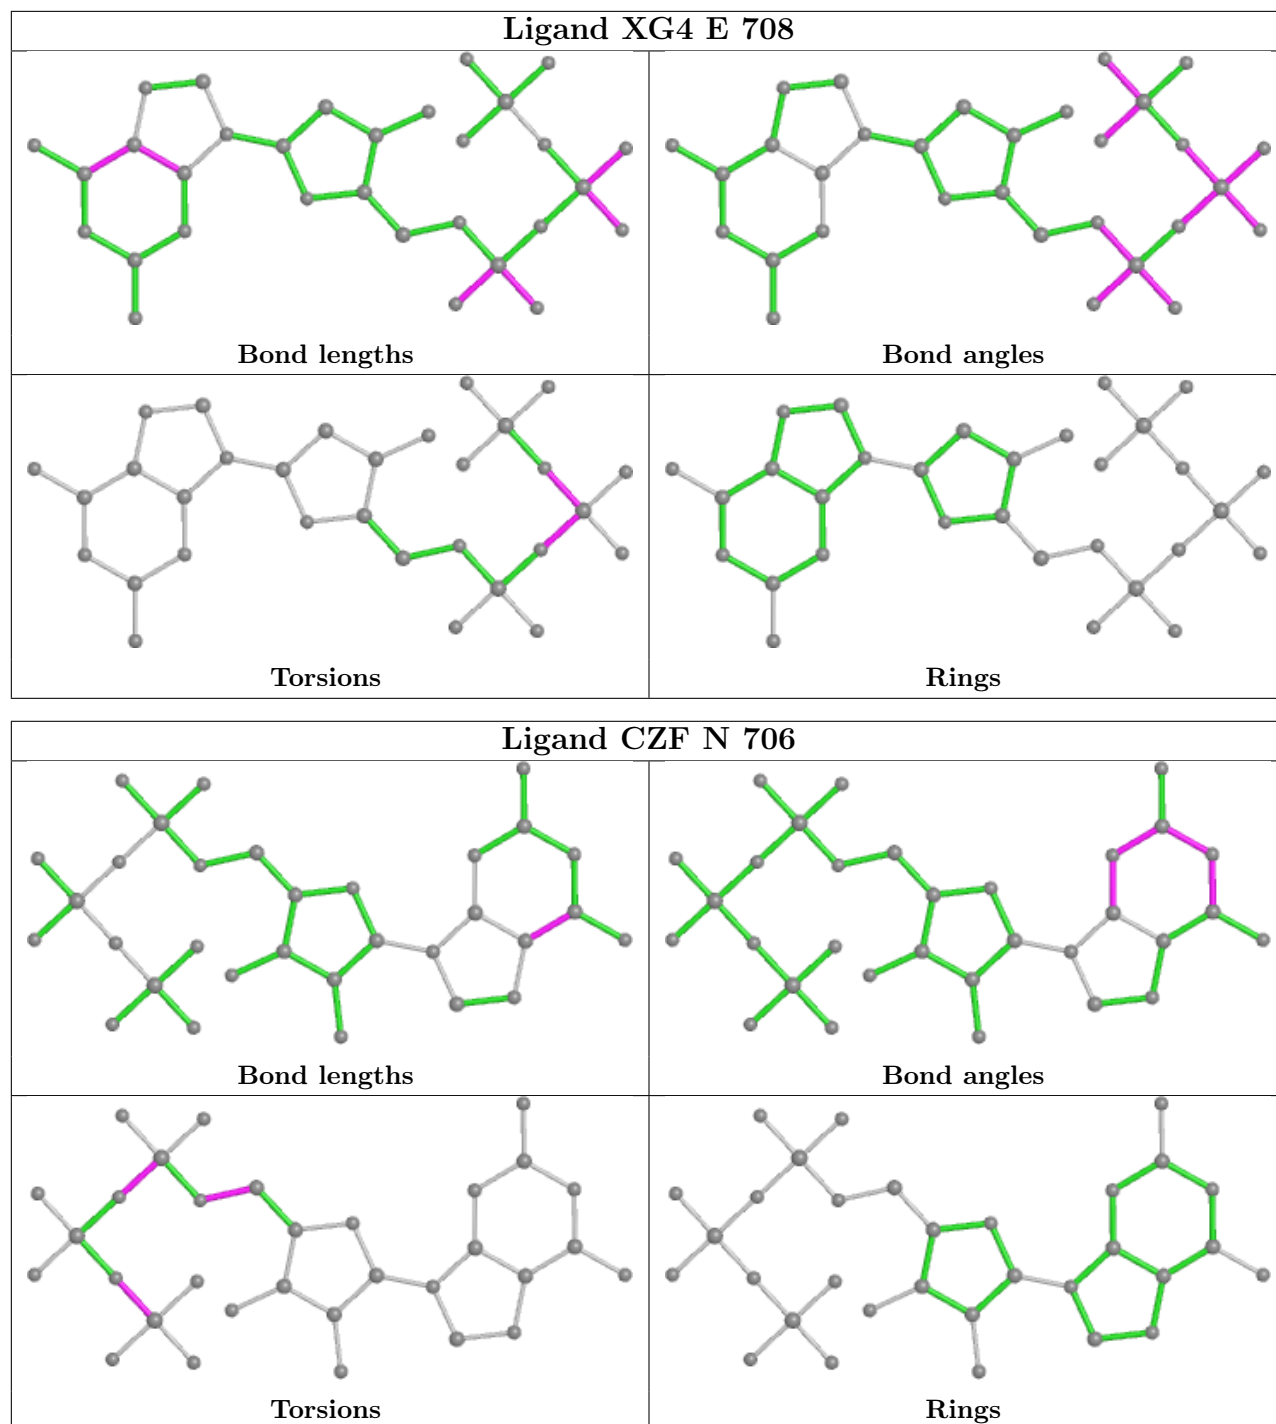 Ligand XG4 E 708
Bond lengths
Bond angles
Torsions
Rings
Ligand CZF N 706
Bond lengths
Bond angles
Torsions
Rings